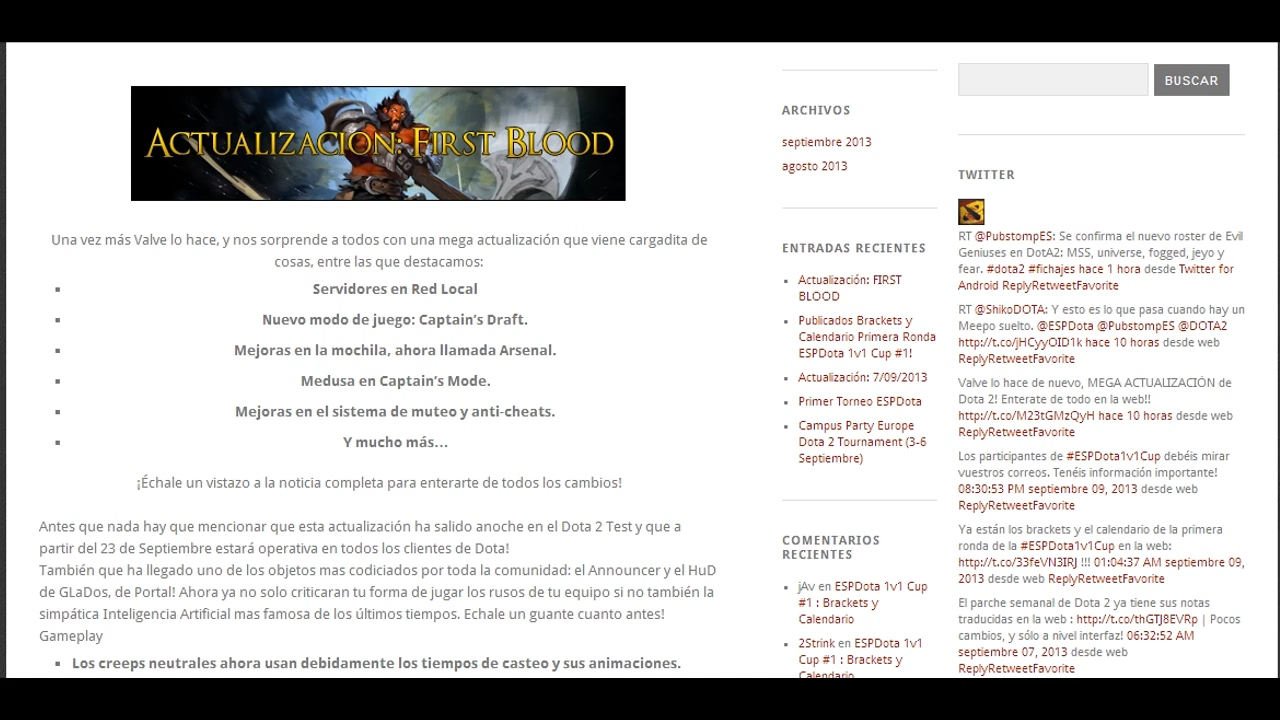 ACTUALIZACION: FIRST BLOOD
Una vez más Valve lo hace, y nos sorprende a todos con una mega actualización que viene cargadita de
cosas, entre las que destacamos:
Servidores en Red Local
Nuevo modo de juego: Captain's Draft.
Mejoras en la mochila, ahora llamada Arsenal.
Medusa en Captain's Mode.
Mejoras en el sistema de muteo y anti-cheats.
Y mucho más...
¡Échale un vistazo a la noticia completa para enterarte de todos los cambios!
Antes que nada hay que mencionar que esta actualización ha salido anoche en el Dota 2 Test y que a
partir del 23 de Septiembre estará operativa en todos los clientes de Dota!
También que ha llegado uno de los objetos mas codiciados por toda la comunidad: el Announcer y el HuD
de GLaDos, de Portal! Ahora ya no solo criticaran tu forma de jugar los rusos de tu equipo si no también la
simpática Inteligencia Artificial mas famosa de los últimos tiempos. Echale un guante cuanto antes!
Gameplay
Los creeps neutrales ahora usan debidamente los tiempos de casteo y sus animaciones.
ARCHIVOS
septiembre 2013
agosto 2013
ENTRADAS RECIENTES
Actualización: FIRST
BLOOD
Publicados Brackets y
Calendario Primera Ronda
ESPDota 1v1 Cup #1!
Actualización: 7/09/2013
Primer Torneo ESPDota
Campus Party Europe
Dota 2 Tournament (3-6
Septiembre)
COMENTARIOS
RECIENTES
jAv en ESPDota 1v1 Cup
#1 : Brackets y
Calendario
2Strink en ESPDota 1v1
Cup #1 : Brackets y
Calendario
BUSCAR
TWITTER
RT @PubstompES: Se confirma el nuevo roster de Evil
Geniuses en DotA2: MSS, universe, fogged, jeyo y
fear. #dota2 #fichajes hace 1 hora desde Twitter for
Android ReplyRetweetFavorite
RT @ShikoDOTA: Y esto es lo que pasa cuando hay un
Meepo suelto. @ESPDota @PubstompES @DOTA2
http://t.co/jHCyyOID1k hace 10 horas desde web
ReplyRetweetFavorite
Valve lo hace de nuevo, MEGA ACTUALIZACIÓN de
Dota 2! Enterate de todo en la web!!
http://t.co/M23tGMzQyH hace 10 horas desde web
ReplyRetweetFavorite
Los participantes de #ESPDota1v1Cup debéis mirar
vuestros correos. Tenéis información importante!
08:30:53 PM septiembre 09, 2013 desde web
ReplyRetweetFavorite
Ya están los brackets y el calendario de la primera
ronda de la #ESPDota1v1Cup en la web:
http://t.co/33feVN3IRJ !!! 01:04:37 AM septiembre 09,
2013 desde web ReplyRetweetFavorite
El parche semanal de Dota 2 ya tiene sus notas
traducidas en la web : http://t.co/thGTJ8EVRp | Pocos
cambios, y sólo a nivel interfaz! 06:32:52 AM
septiembre 07, 2013 desde web
ReplyRetweetFavorite